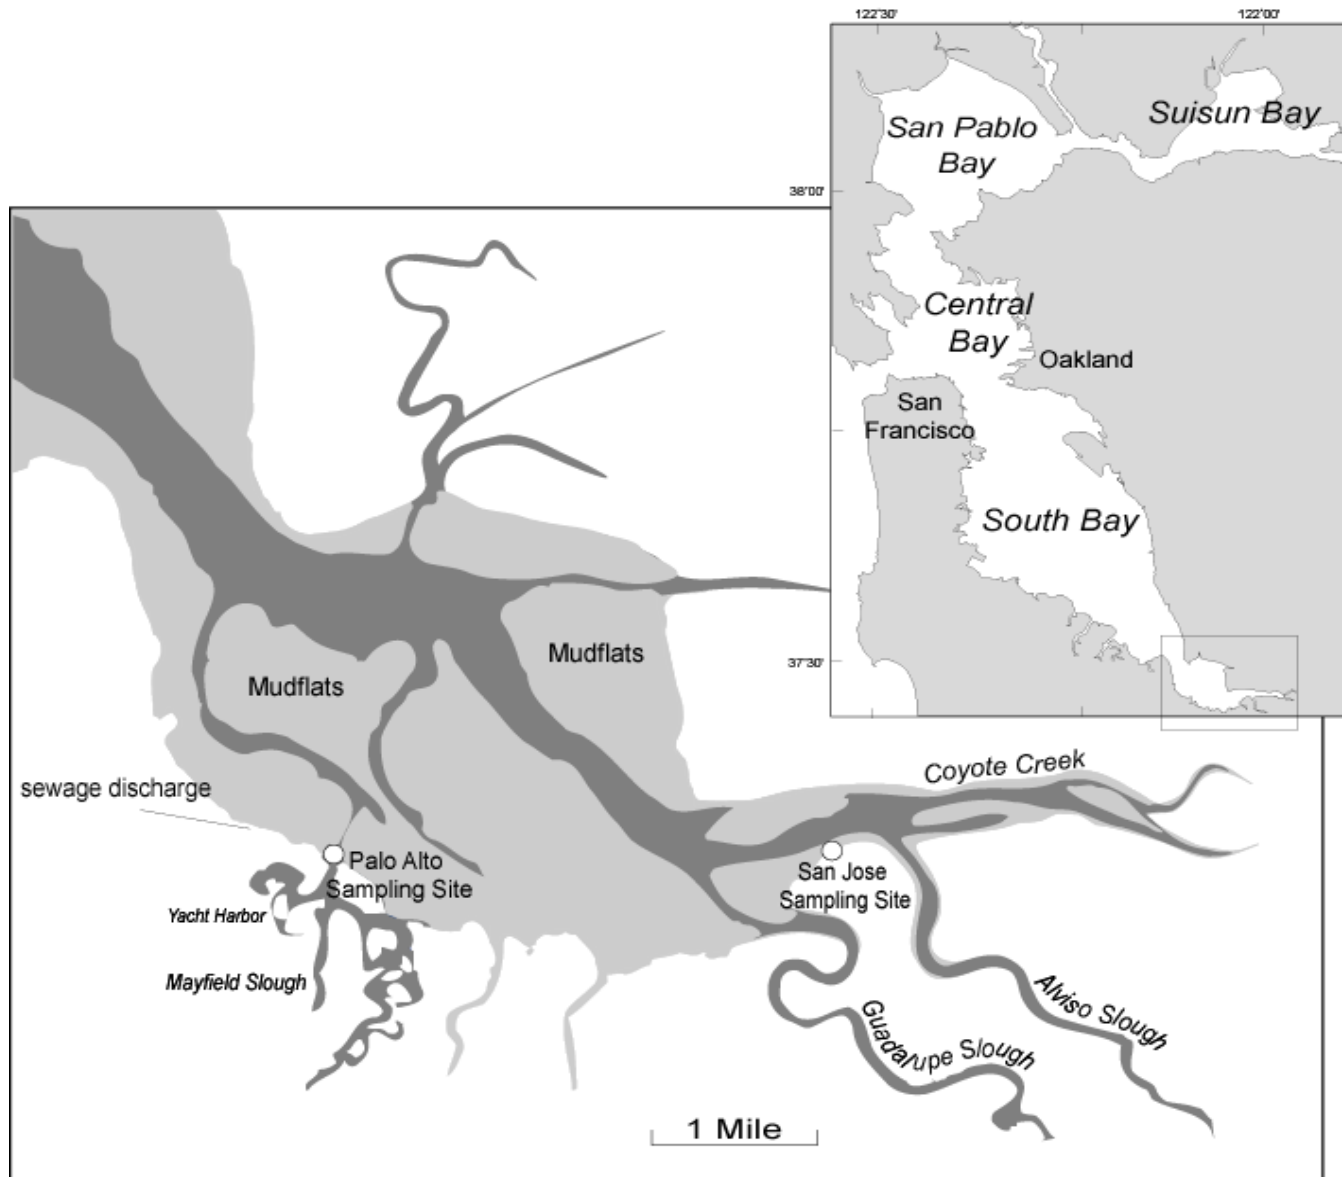 122°30'
122°00'
San Pablo
Bay
Suisun Bay
38°00'
Central
Bay
Oakland
San
Francisco
South Bay
37°30'
Mudflats
Mudflats
sewage discharge
Coyote Creek
Palo Alto
Sampling Site
San Jose
Sampling Site
Yacht Harbor
Mayfield Slough
Alviso Slough
Guadalupe Slough
1 Mile